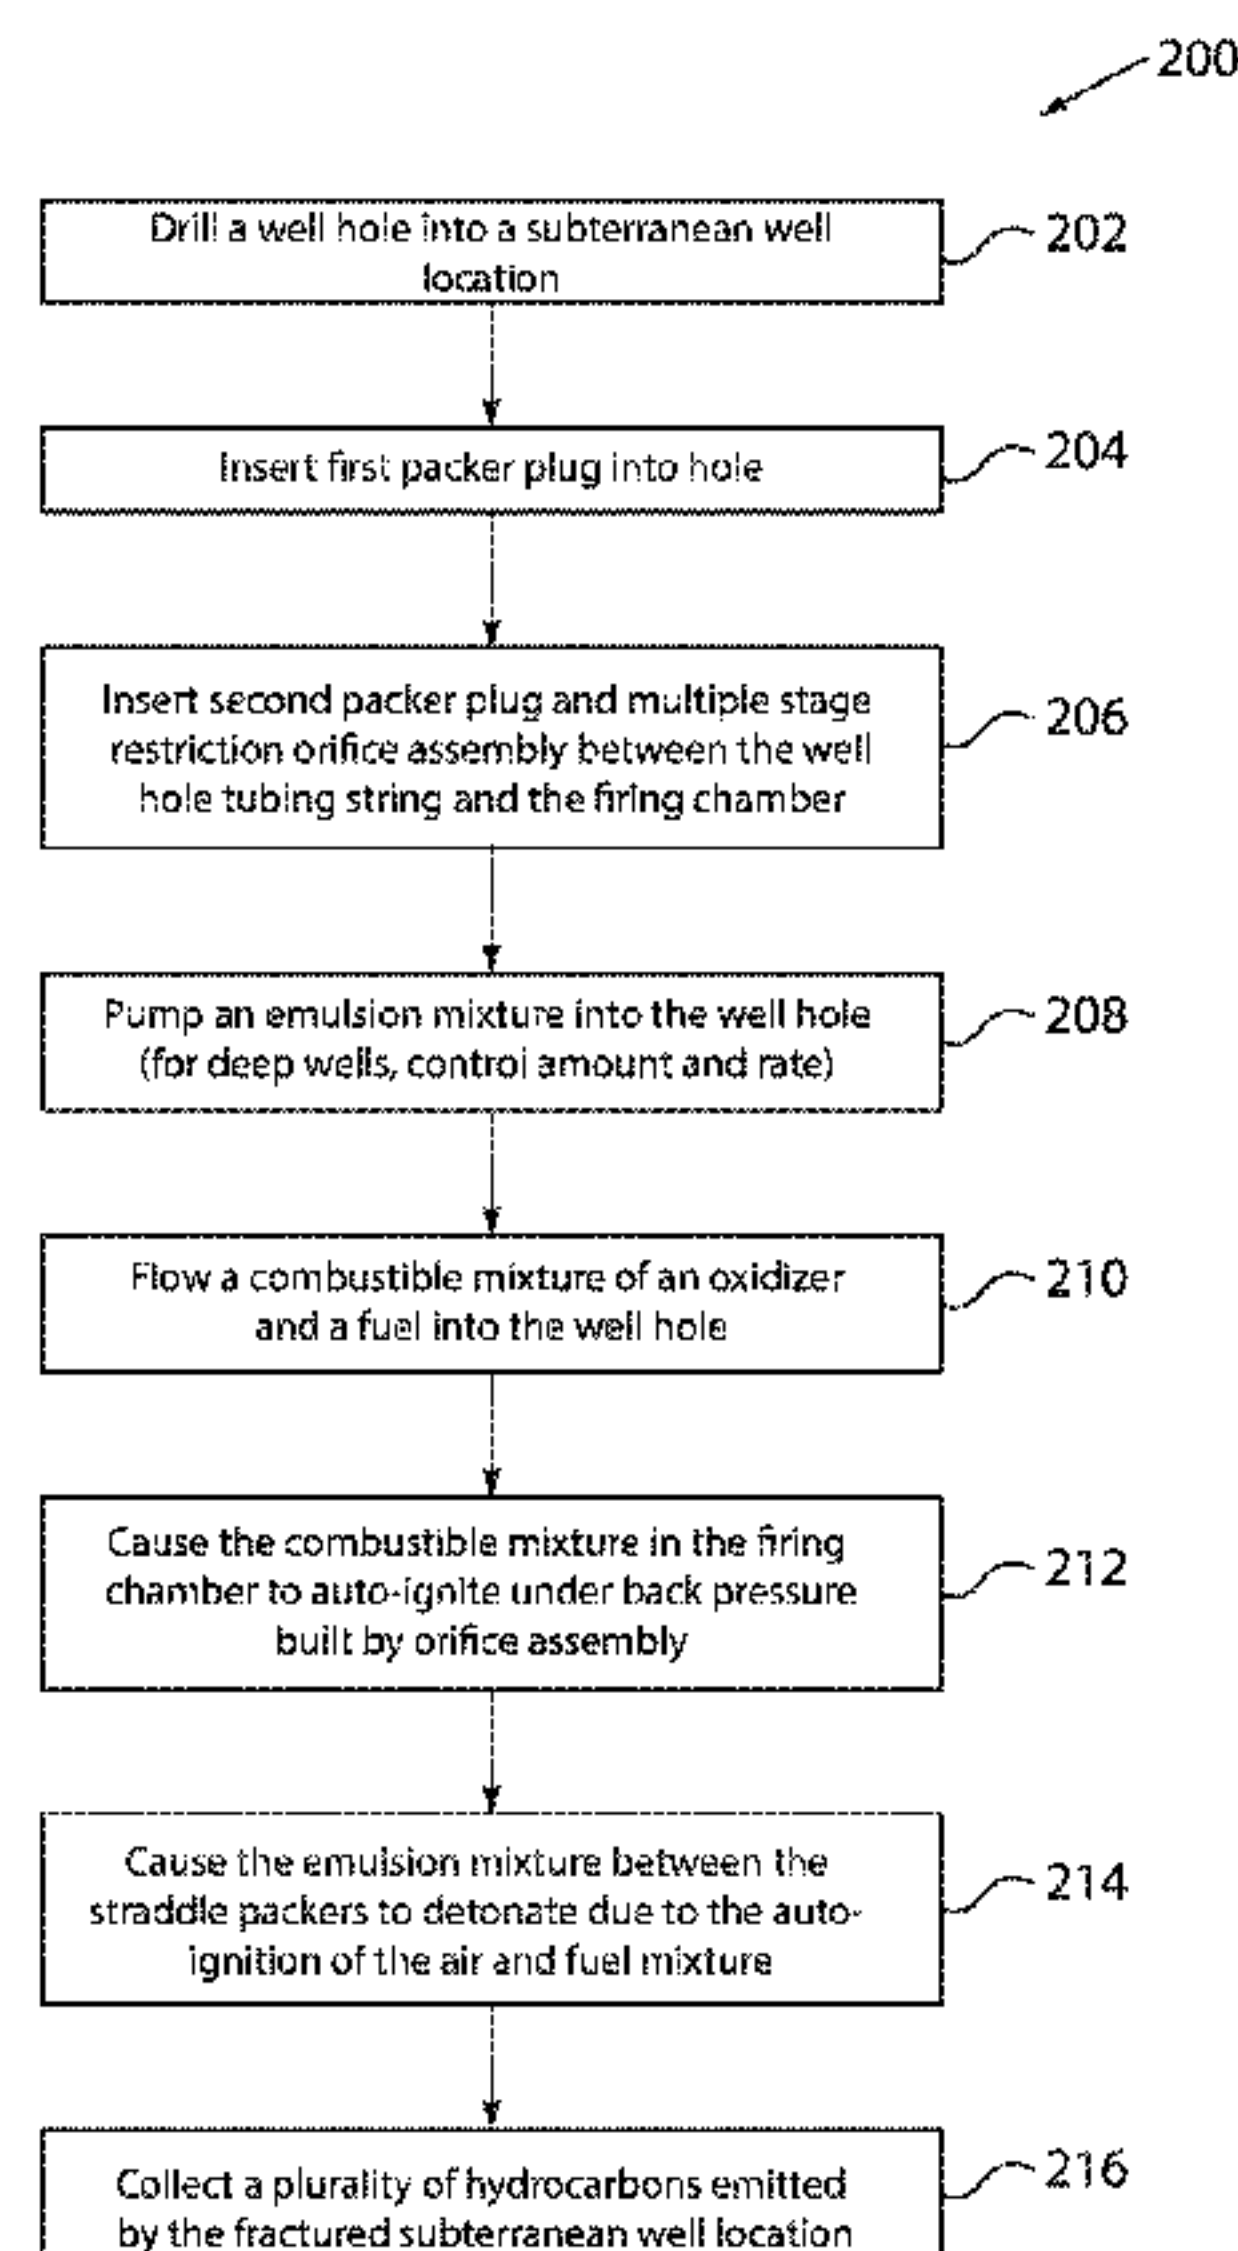 200
Drill a well hole into a subterranean well
location
202
Insert first packer plug into hole
204
Insert second packer plug and multiple stage
restriction orifice assembly between the well
hole tubing string and the firing chamber
206
Pump an emulsion mixture into the well hole
(for deep wells, control amount and rate)
208
Flow a combustible mixture of an oxidizer
and a fuel into the well hole
210
Cause the combustible mixture in the firing
chamber to auto-ignite under back pressure
built by orifice assembly
212
Cause the emulsion mixture between the
straddle packers to detonate due to the auto-
ignition of the air and fuel mixture
214
Collect a plurality of hydrocarbons emitted
by the fractured subterranean well location
216